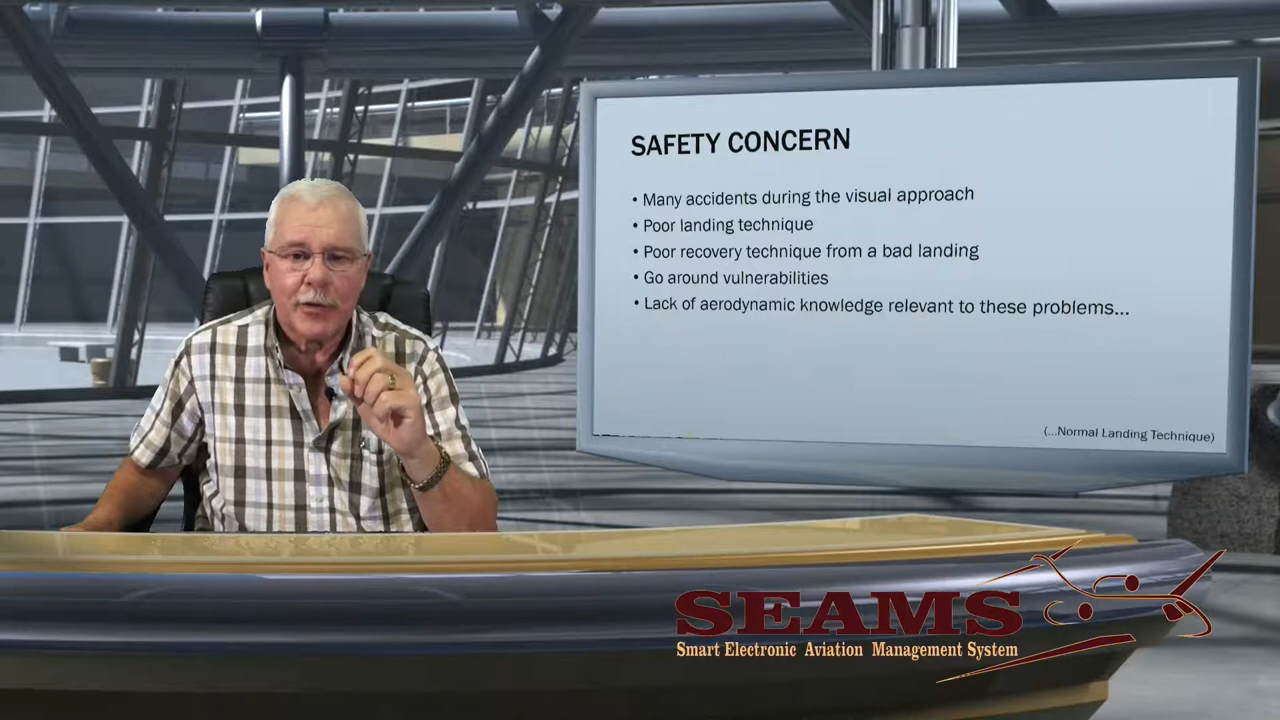 SAFETY CONCERN
• Many accidents during the visual approach
• Poor landing technique
• Poor recovery technique from a bad landing
• Go around vulnerabilities
• Lack of aerodynamic knowledge relevant to these problems...
(...Normal Landing Technique)
SEAMS
Smart Electronic Aviation Management System